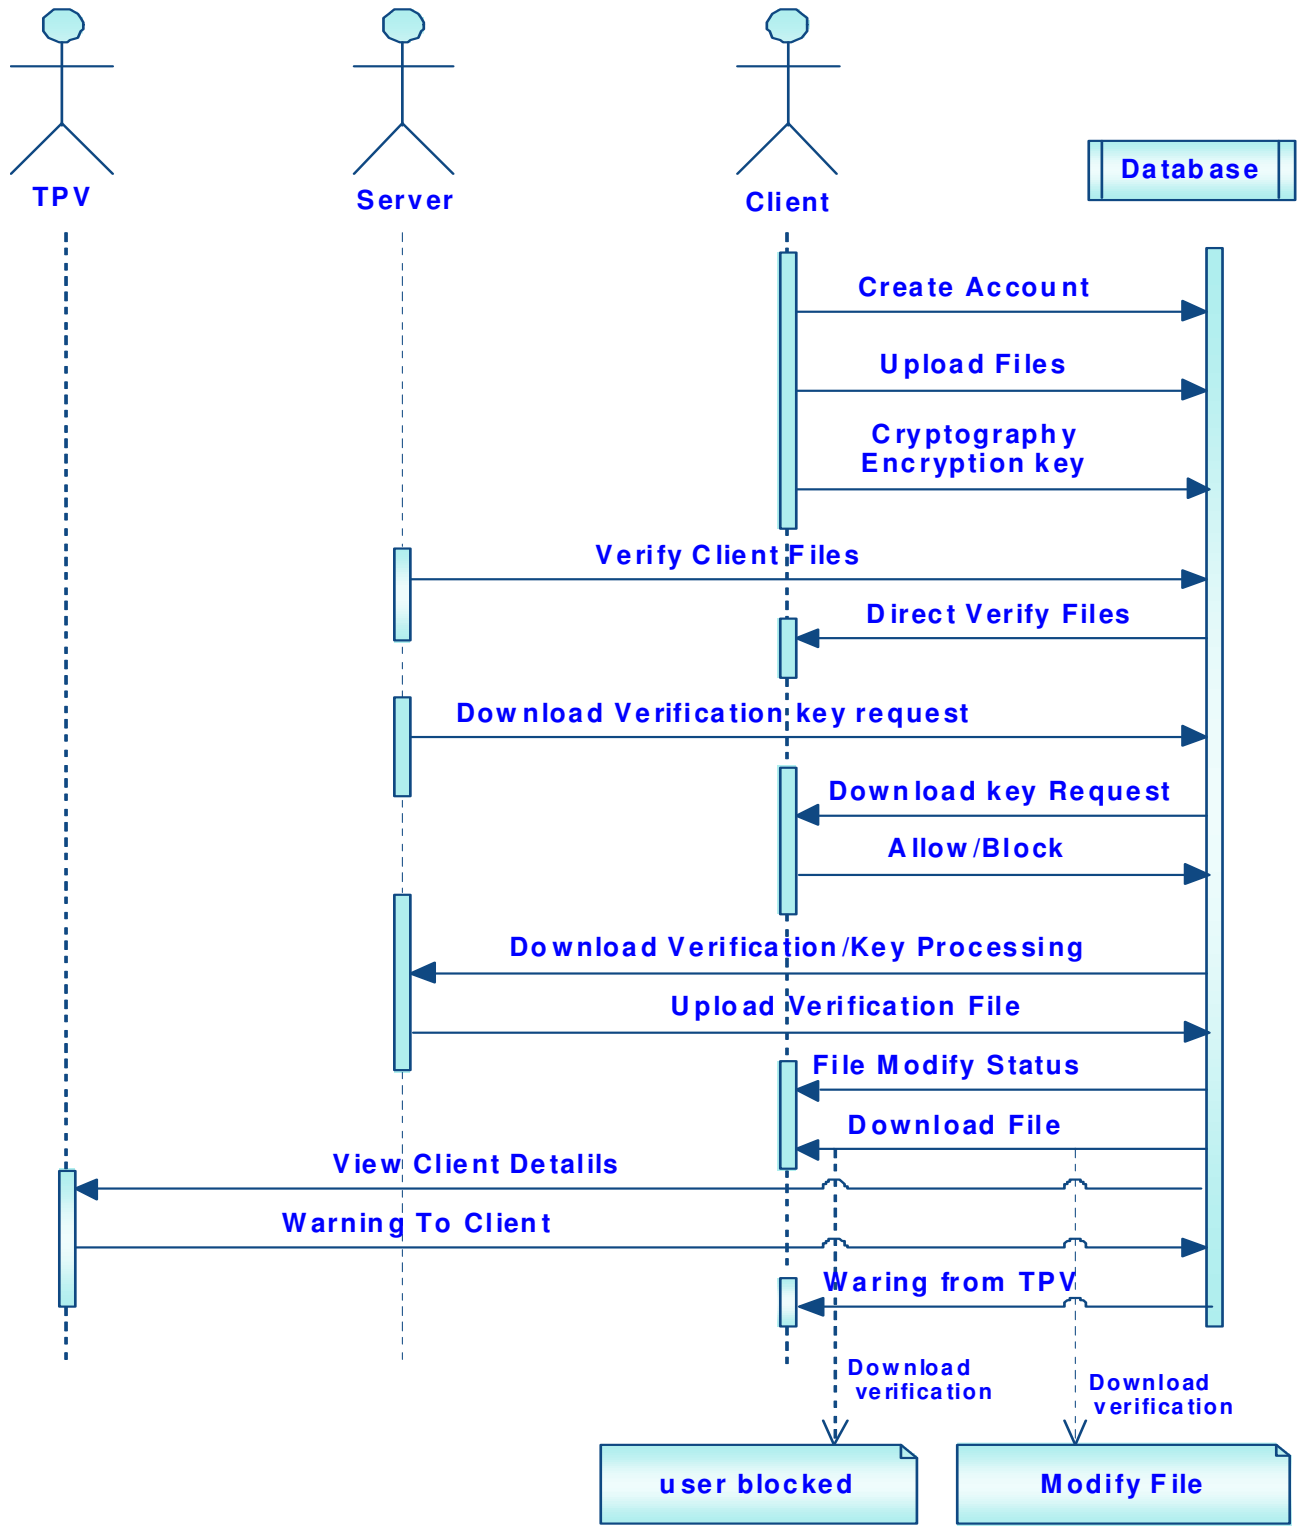 TPV
Server
Client
Database
Create Account
Upload Files
Cryptography
Encryption key
Verify Client Files
Direct Verify Files
Download Verification key request
Download key Request
Allow/Block
Download Verification/Key Processing
Upload Verification File
File Modify Status
Download File
View Client Detalils
Warning To Client
Waring from TPV
Download
verification
Download
verification
user blocked
Modify File